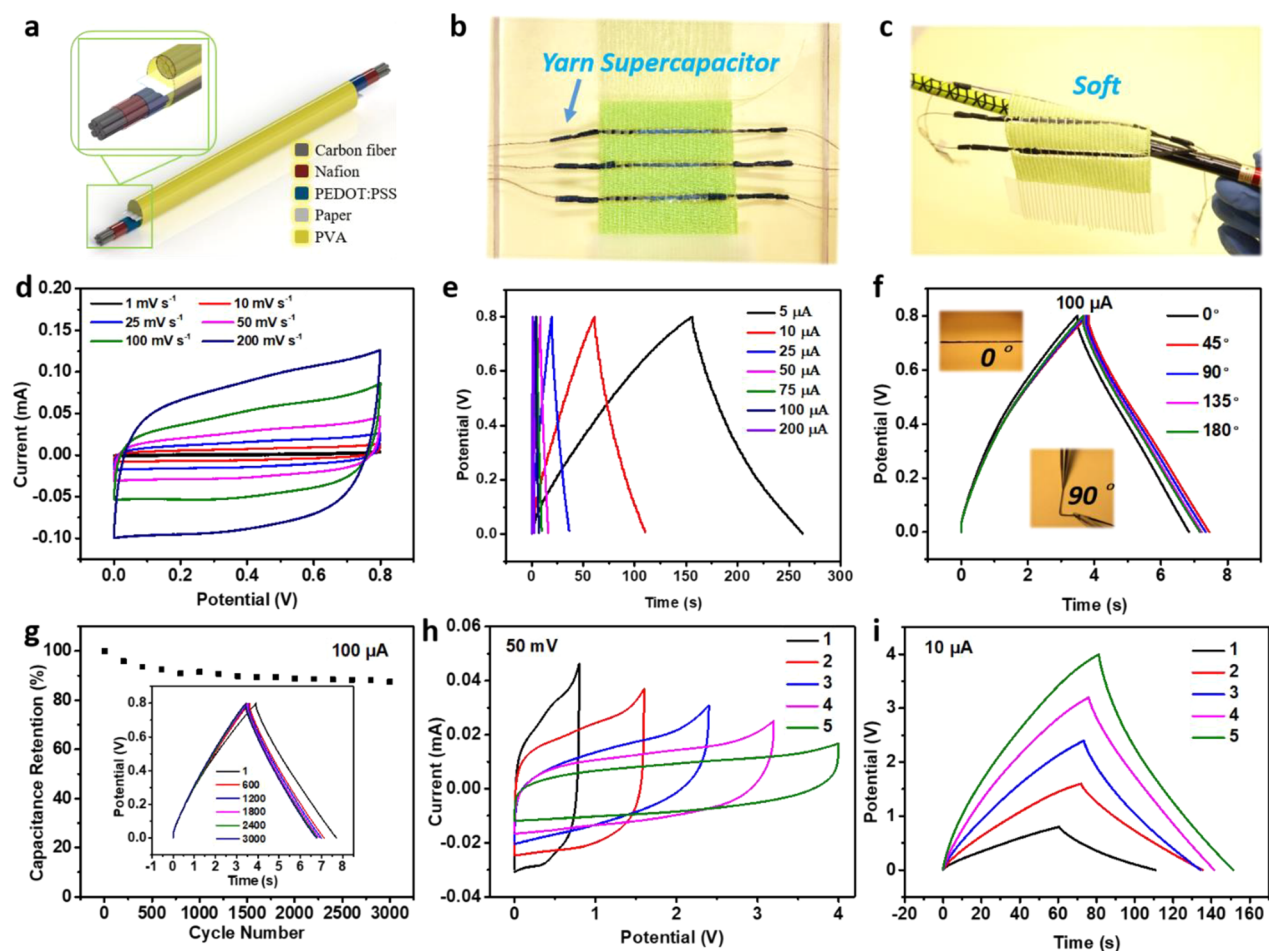 a
Carbon fiber
Nafion
PEDOT:PSS
Paper
PVA
b
Yarn Supercapacitor
c
Soft
d
0.20
0.15
0.10
0.05
0.00
-0.05
-0.10
Current (mA)
1 mV s⁻¹
10 mV s⁻¹
25 mV s⁻¹
50 mV s⁻¹
100 mV s⁻¹
200 mV s⁻¹
0.0
0.2
0.4
0.6
0.8
Potential (V)
e
0.8
0.4
0.0
Potential (V)
5 μA
10 μA
25 μA
50 μA
75 μA
100 μA
200 μA
0
50
100
150
200
250
300
Time (s)
f
100 μA
0.8
0.4
0.0
Potential (V)
0°
90°
0°
45°
90°
135°
180°
0
2
4
6
8
Time (s)
g
100 μA
100
80
60
40
20
0
Capacitance Retention (%)
0.8
0.6
0.4
0.2
0.0
Potential (V)
1
600
1200
1800
2400
3000
-1
0
1
2
3
4
5
6
7
8
Time (s)
0
500
1000
1500
2000
2500
3000
Cycle Number
h
50 mV
0.06
0.04
0.02
0.00
-0.02
-0.04
Current (mA)
1
2
3
4
5
0
1
2
3
4
Potential (V)
i
10 μA
4
3
2
1
0
Potential (V)
1
2
3
4
5
-20
0
20
40
60
80
100
120
140
160
Time (s)